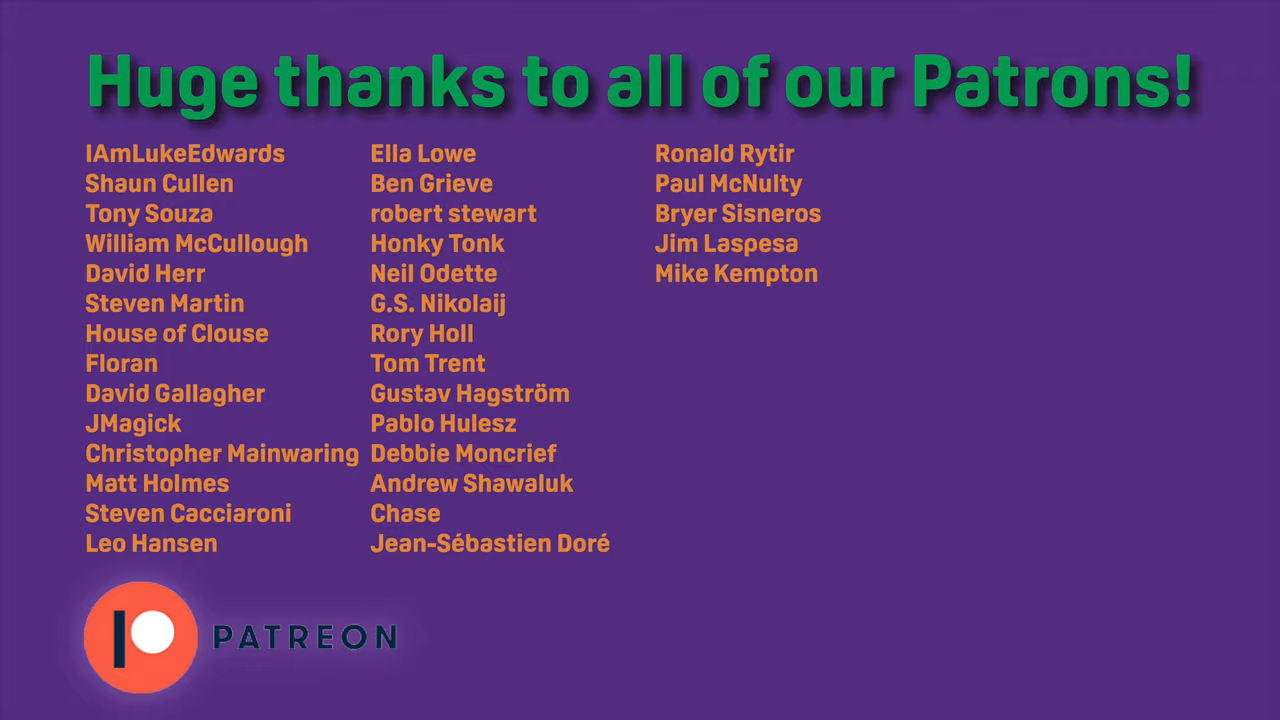 Huge thanks to all of our Patrons!
IAmLukeEdwards
Shaun Cullen
Tony Souza
William McCullough
David Herr
Steven Martin
House of Clouse
Floran
David Gallagher
JMagick
Christopher Mainwaring
Matt Holmes
Steven Cacciaroni
Leo Hansen
Ella Lowe
Ben Grieve
robert stewart
Honky Tonk
Neil Odette
G.S. Nikolaij
Rory Holl
Tom Trent
Gustav Hagström
Pablo Hulesz
Debbie Moncrief
Andrew Shawaluk
Chase
Jean-Sébastien Doré
Ronald Rytir
Paul McNulty
Bryer Sisneros
Jim Laspesa
Mike Kempton
PATREON